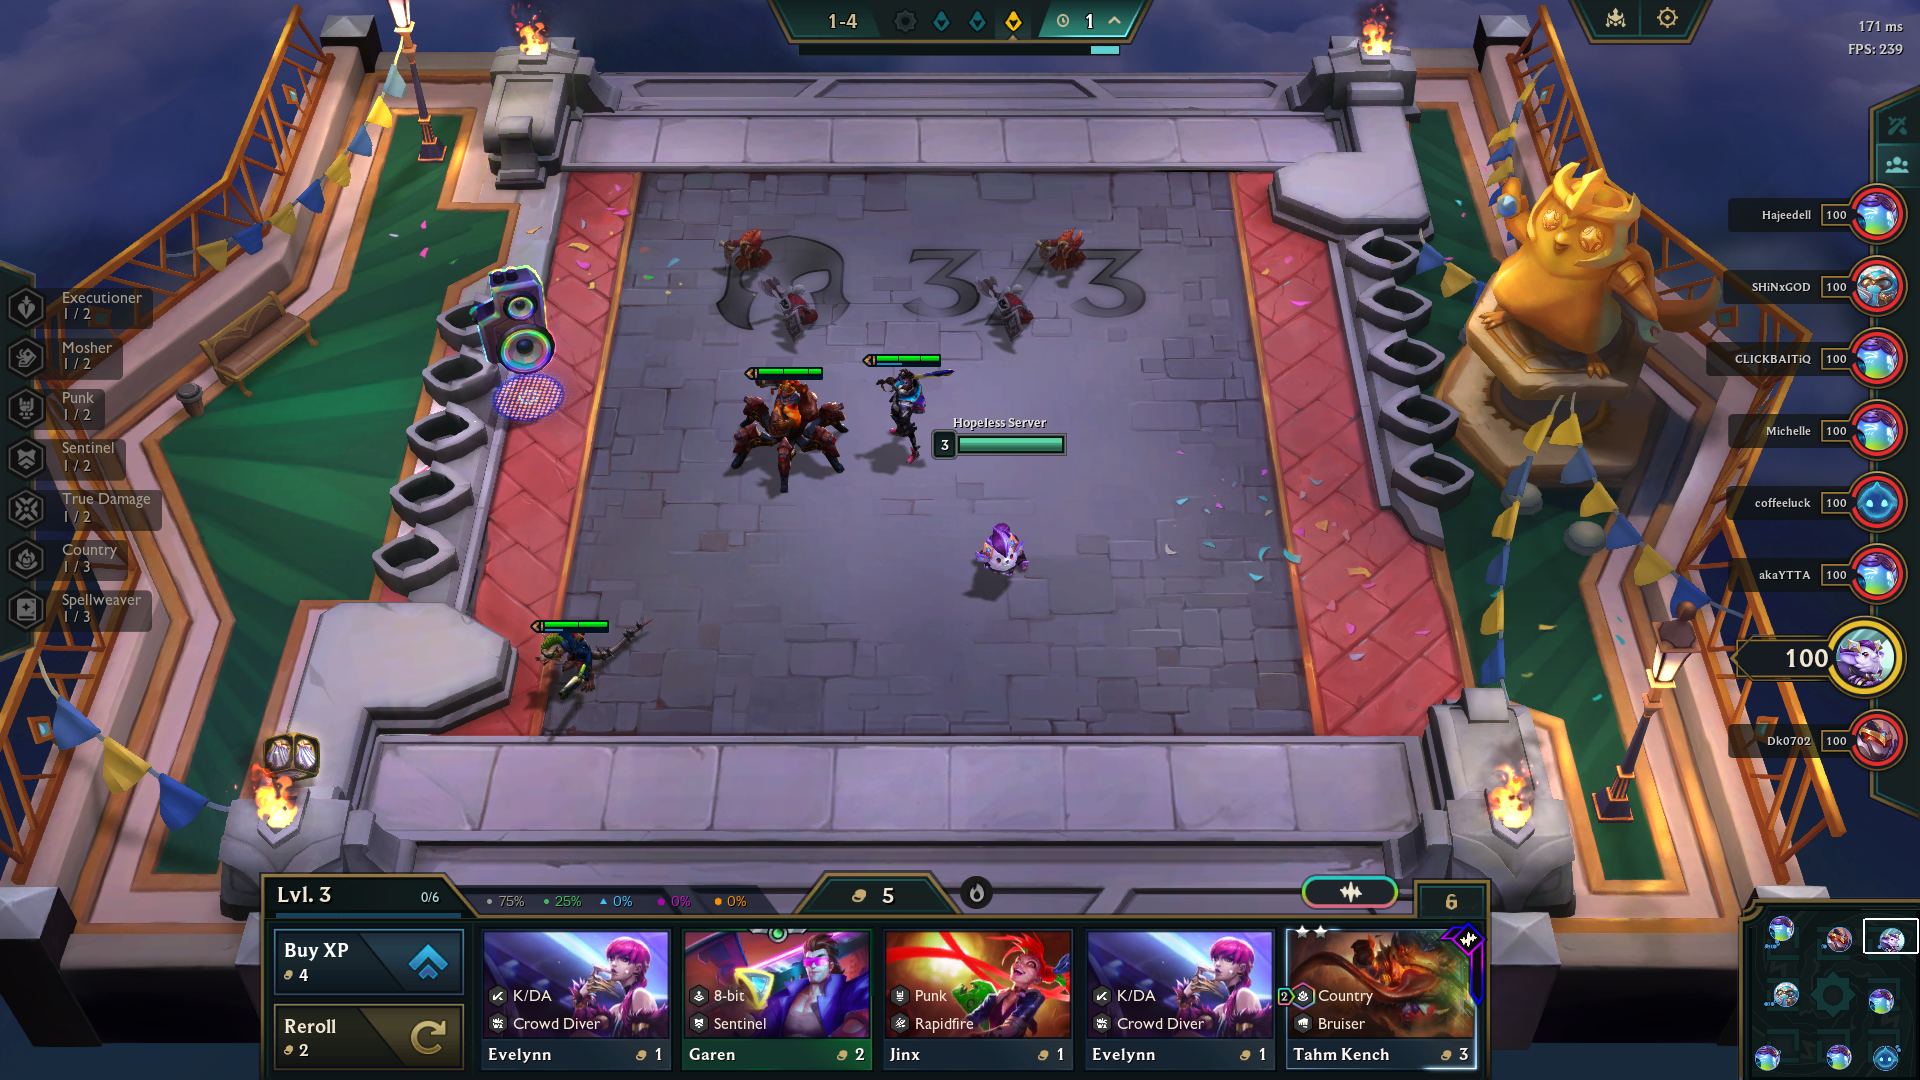 1-4
1
171 ms
FPS: 239
3/3
Hajeedell 100
SHiNxGOD 100
CLICKBAITiQ 100
Michelle 100
coffeeluck 100
akaYTTA 100
100
Dk0702 100
Executioner
1 / 2
Mosher
1 / 2
Punk
1 / 2
Sentinel
1 / 2
True Damage
1 / 2
Country
1 / 3
Spellweaver
1 / 3
Hopeless Server
3
Lvl. 3
0/6
75% 25% 0% 0% 0%
5
6
Buy XP
4
Reroll
2
K/DA
Crowd Diver
Evelynn 1
8-bit
Sentinel
Garen 2
Punk
Rapidfire
Jinx 1
K/DA
Crowd Diver
Evelynn 1
2 Country
Bruiser
Tahm Kench 3